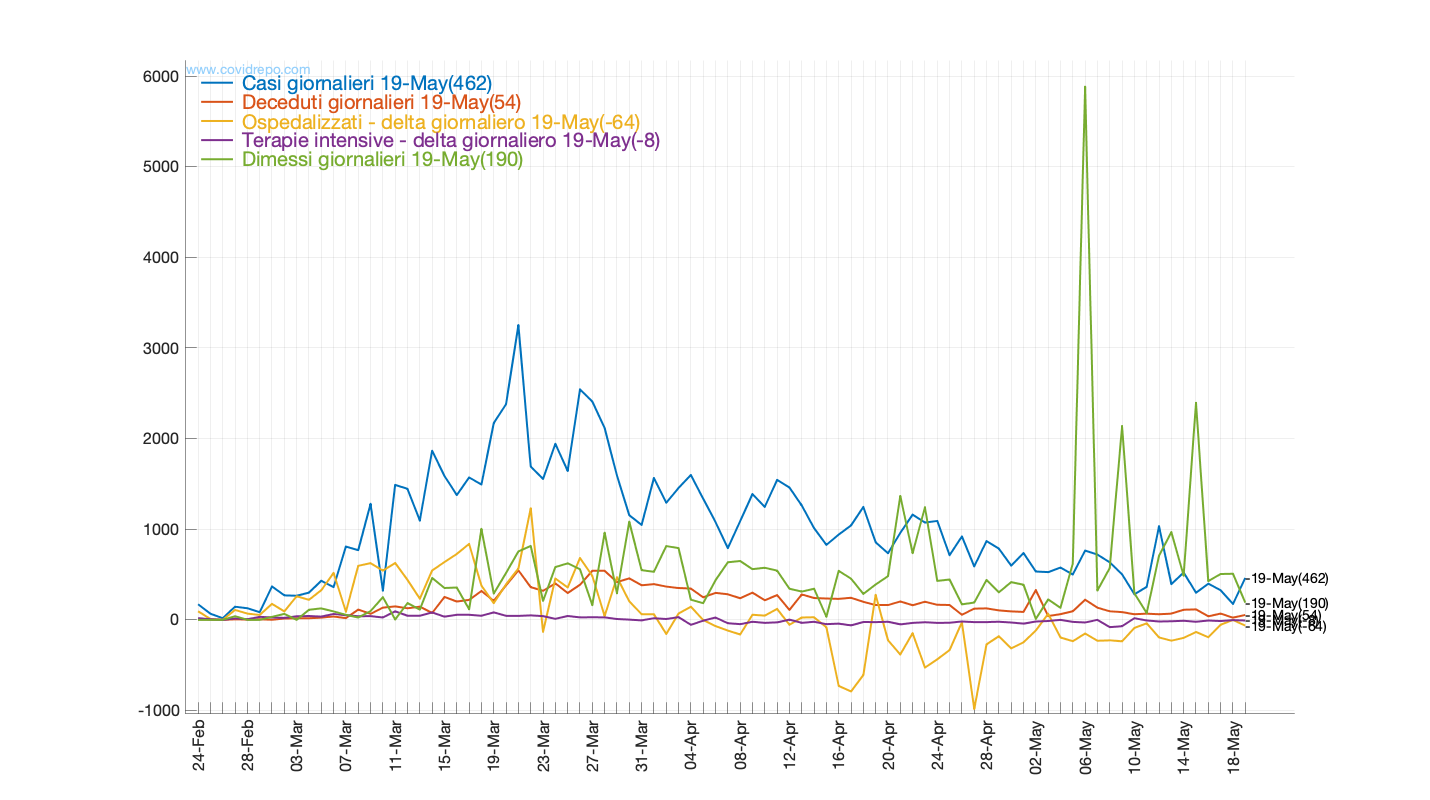 www.covidrepo.com
Casi giornalieri 19-May(462)
Deceduti giornalieri 19-May(54)
Ospedalizzati - delta giornaliero 19-May(-64)
Terapie intensive - delta giornaliero 19-May(-8)
Dimessi giornalieri 19-May(190)
6000
5000
4000
3000
2000
1000
0
-1000
19-May(462)
19-May(190)
19-May(54)
19-May(-8)
19-May(-64)
24-Feb
28-Feb
03-Mar
07-Mar
11-Mar
15-Mar
19-Mar
23-Mar
27-Mar
31-Mar
04-Apr
08-Apr
12-Apr
16-Apr
20-Apr
24-Apr
28-Apr
02-May
06-May
10-May
14-May
18-May